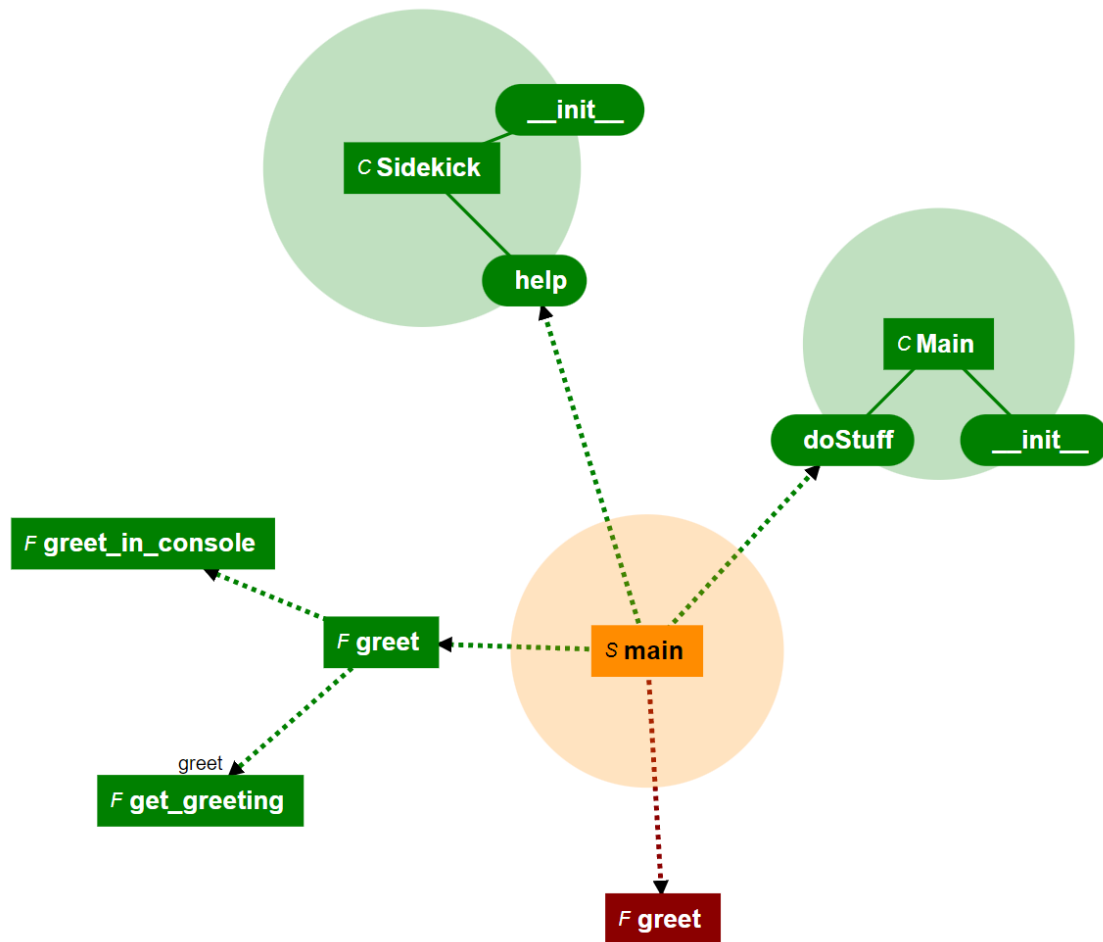 __init__
C Sidekick
help
C Main
doStuff
__init__
F greet_in_console
F greet
S main
greet
F get_greeting
F greet